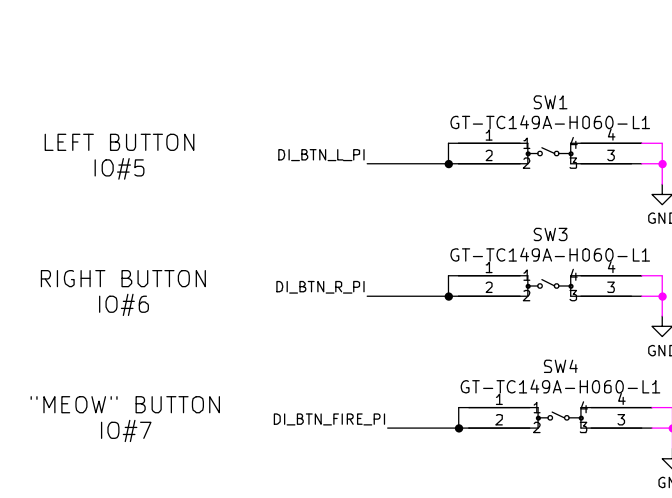 SW1
GT-TC149A-H060-L1
LEFT BUTTON
IO#5
DI_BTN_L_PI
1 1 4 4
2 2 3 3
GND
SW3
GT-TC149A-H060-L1
RIGHT BUTTON
IO#6
DI_BTN_R_PI
1 1 4 4
2 2 3 3
GND
SW4
GT-TC149A-H060-L1
"MEOW" BUTTON
IO#7
DI_BTN_FIRE_PI
1 1 4 4
2 2 3 3
GN